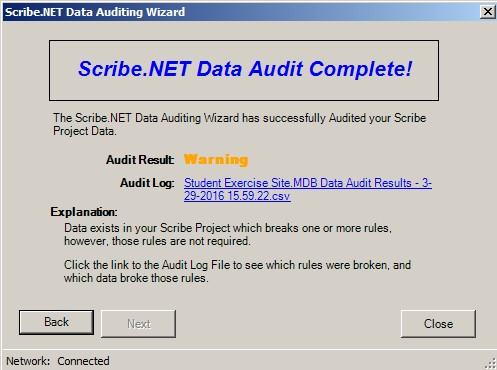 Scribe.NET Data Auditing Wizard
Scribe.NET Data Audit Complete!
The Scribe.NET Data Auditing Wizard has successfully Audited your Scribe
Project Data.
Audit Result: Warning
Audit Log: Student Exercise Site.MDB Data Audit Results - 3-
29-2016 15.59.22.csv
Explanation:
Data exists in your Scribe Project which breaks one or more rules,
however, those rules are not required.
Click the link to the Audit Log File to see which rules were broken, and
which data broke those rules.
Back Next Close
Network: Connected